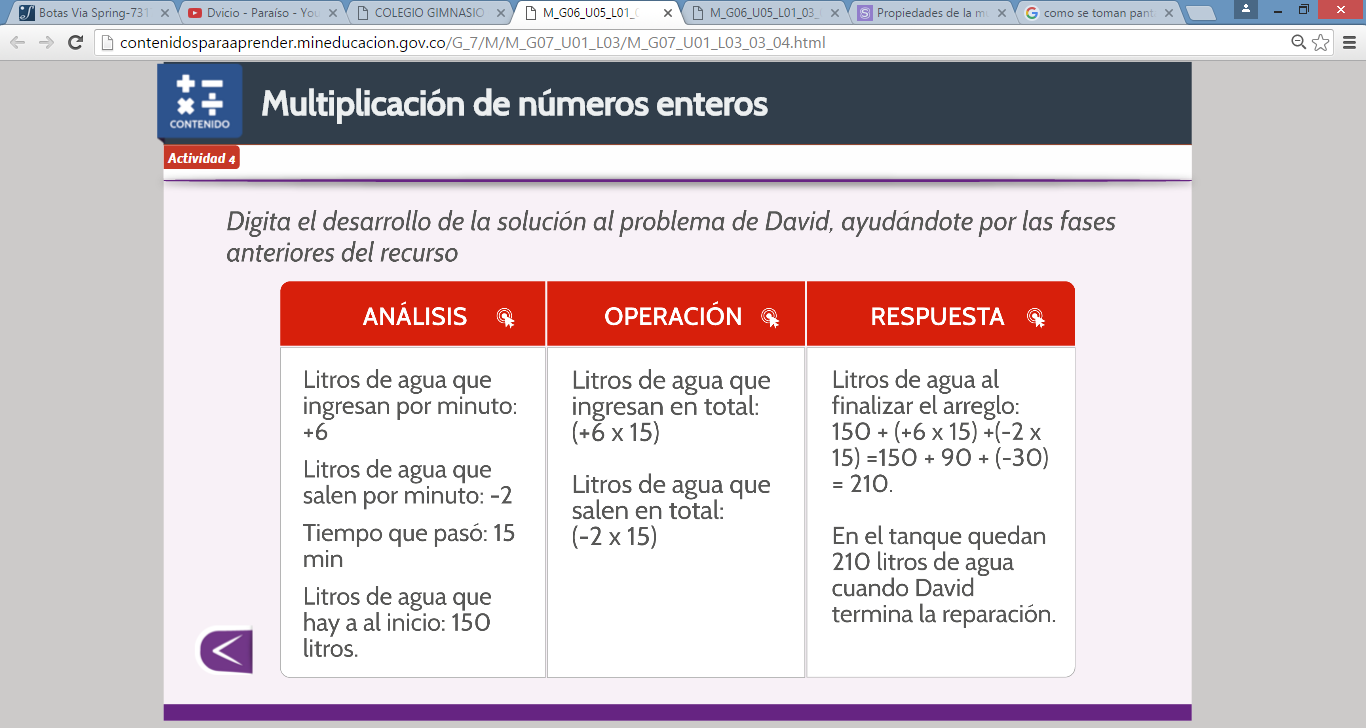 Botas Via Spring-731
Dvicio - Paraíso - You
COLEGIO GIMNASIO
M_G06_U05_L01_
M_G06_U05_L01_03_
Propiedades de la m
como se toman pant
contenidosparaaprender.mineducacion.gov.co/G_7/M/M_G07_U01_L03/M_G07_U01_L03_03_04.html
CONTENIDO
Multiplicación de números enteros
Actividad 4
Digita el desarrollo de la solución al problema de David, ayudándote por las fases
anteriores del recurso
ANÁLISIS
Litros de agua que
ingresan por minuto:
+6
Litros de agua que
salen por minuto: -2
Tiempo que pasó: 15
min
Litros de agua que
hay a al inicio: 150
litros.
OPERACIÓN
Litros de agua que
ingresan en total:
(+6 x 15)
Litros de agua que
salen en total:
(-2 x 15)
RESPUESTA
Litros de agua al
finalizar el arreglo:
150 + (+6 x 15) +(-2 x
15) =150 + 90 + (-30)
= 210.
En el tanque quedan
210 litros de agua
cuando David
termina la reparación.